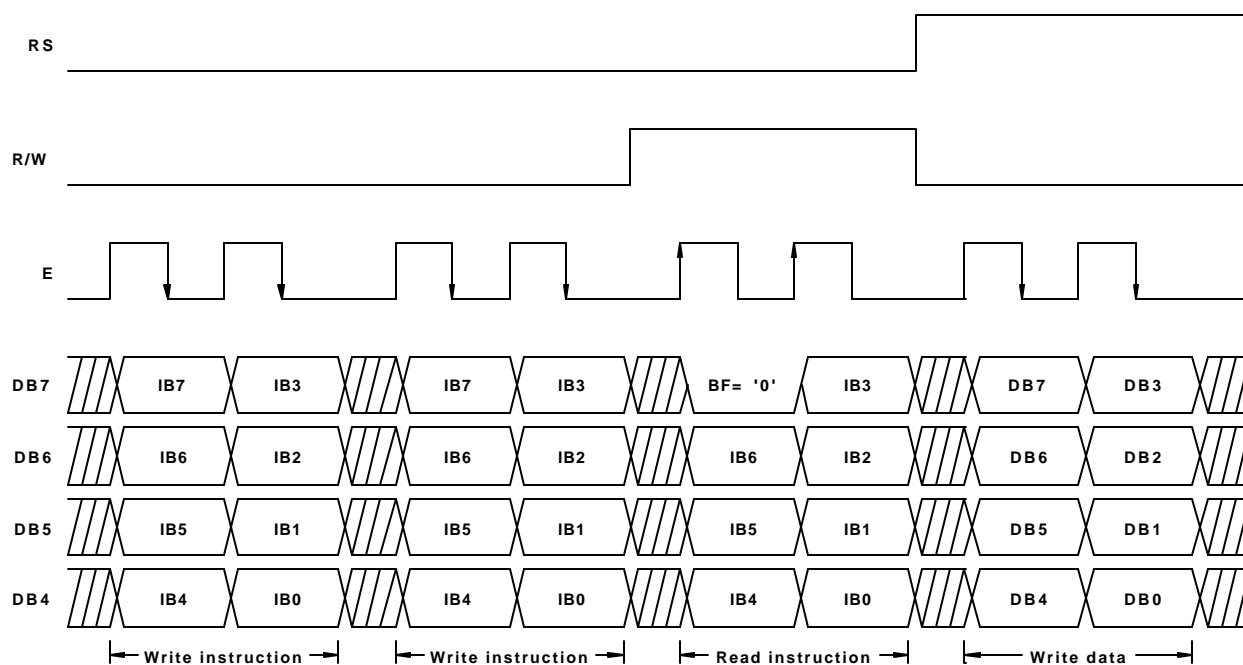 RS
R/W
E
DB7 IB7 IB3 IB7 IB3 BF= '0' IB3 DB7 DB3
DB6 IB6 IB2 IB6 IB2 IB6 IB2 DB6 DB2
DB5 IB5 IB1 IB5 IB1 IB5 IB1 DB5 DB1
DB4 IB4 IB0 IB4 IB0 IB4 IB0 DB4 DB0
Write instruction Write instruction Read instruction Write data